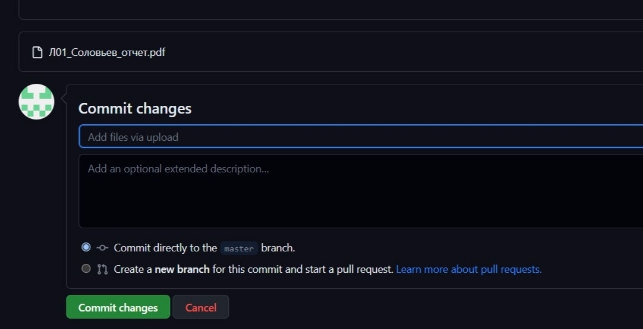 Л01_Соловьев_отчет.pdf
Commit changes
Add files via upload
Add an optional extended description...
Commit directly to the master branch.
Create a new branch for this commit and start a pull request. Learn more about pull requests.
Commit changes Cancel